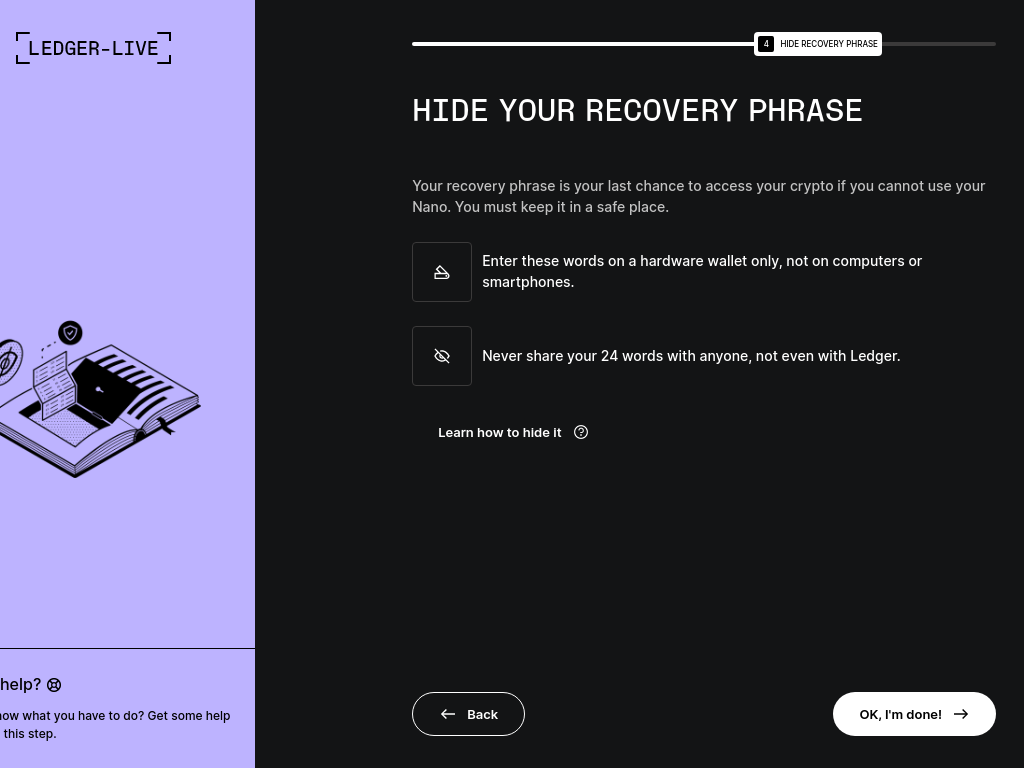 LEDGER-LIVE
4 HIDE RECOVERY PHRASE
HIDE YOUR RECOVERY PHRASE
Your recovery phrase is your last chance to access your crypto if you cannot use your
Nano. You must keep it in a safe place.
Enter these words on a hardware wallet only, not on computers or
smartphones.
Never share your 24 words with anyone, not even with Ledger.
Learn how to hide it
help?
what you have to do? Get some help
this step.
Back
OK, I'm done!